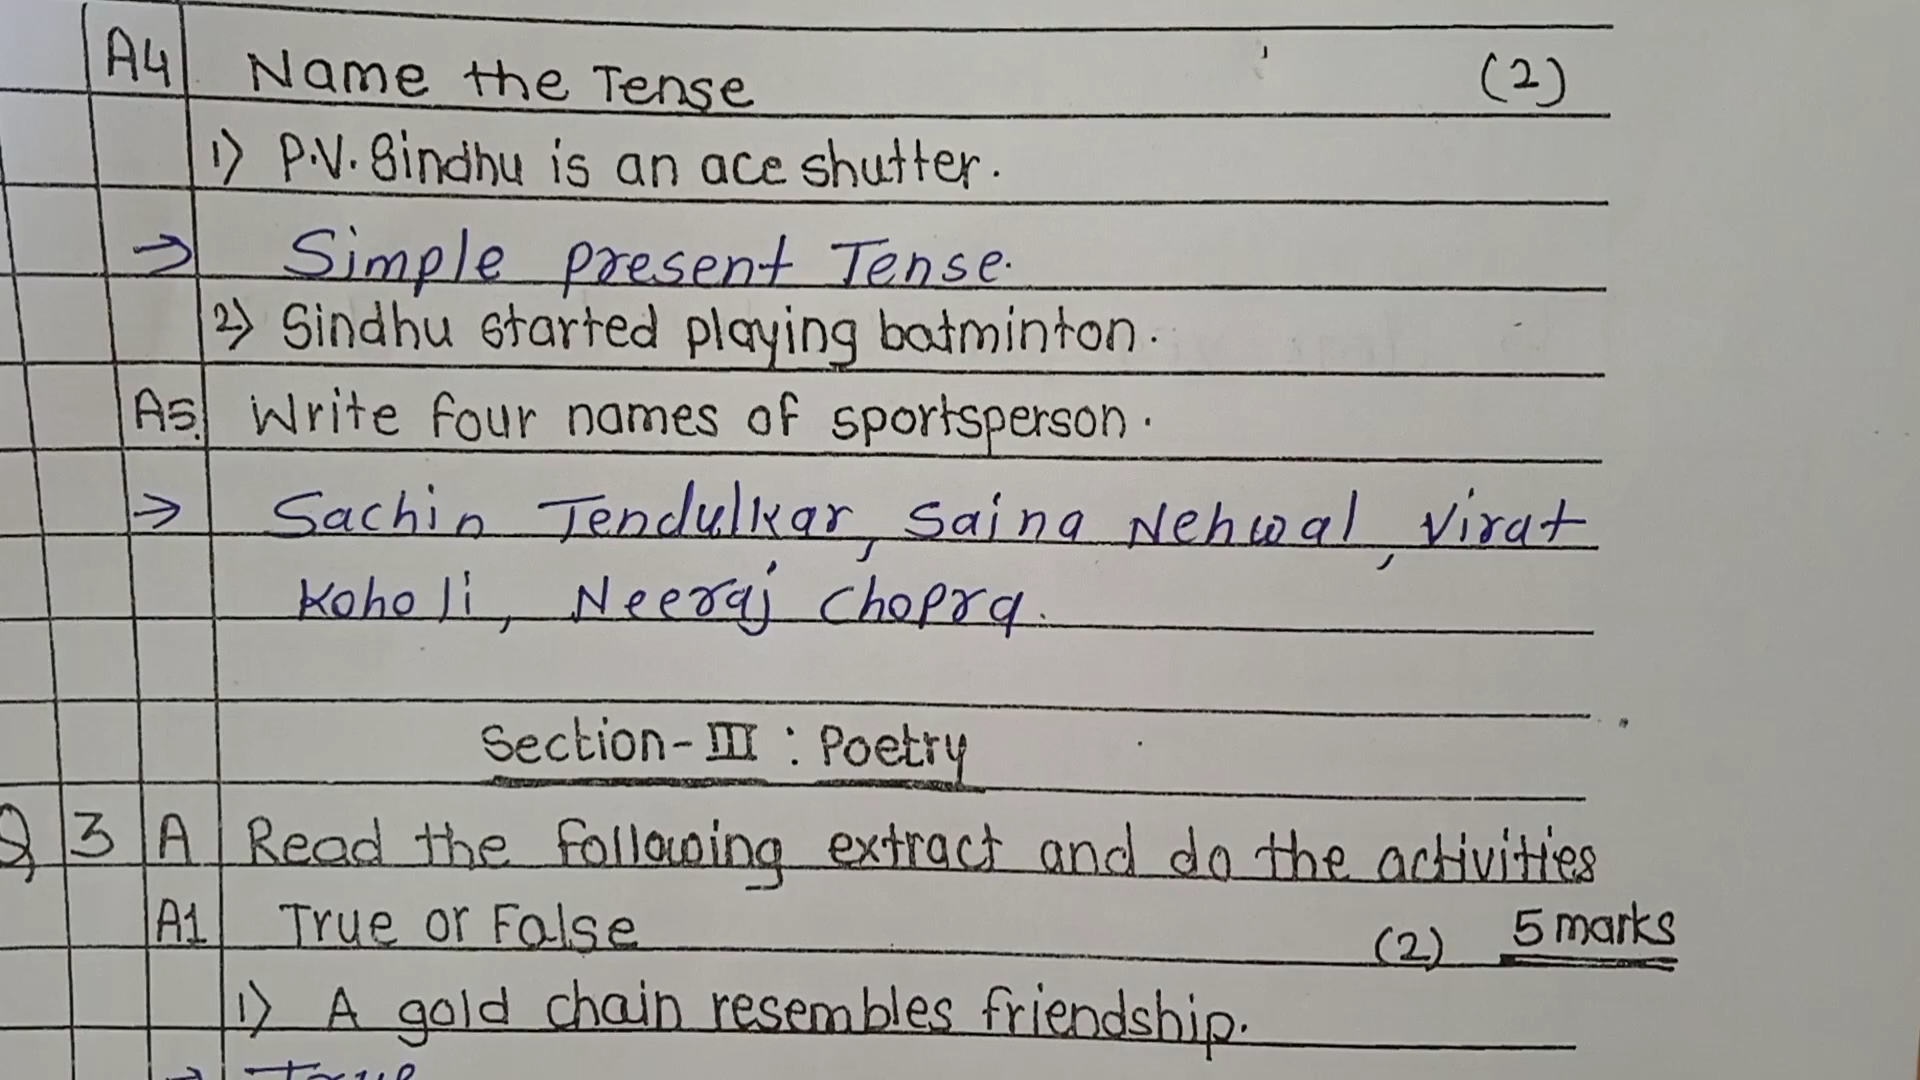 A4 Name the Tense (2)
1) P.V. Sindhu is an ace shutter.
→ Simple present Tense.
2) Sindhu started playing batminton.
A5. Write four names of sportsperson.
→ Sachin Tendulkar, Saina Nehwal, Virat
Koholi, Neeraj Chopra.
Section-III : Poetry
Q 3 A Read the following extract and do the activities
A1 True or False (2) 5 marks
1) A gold chain resembles friendship.
→ True